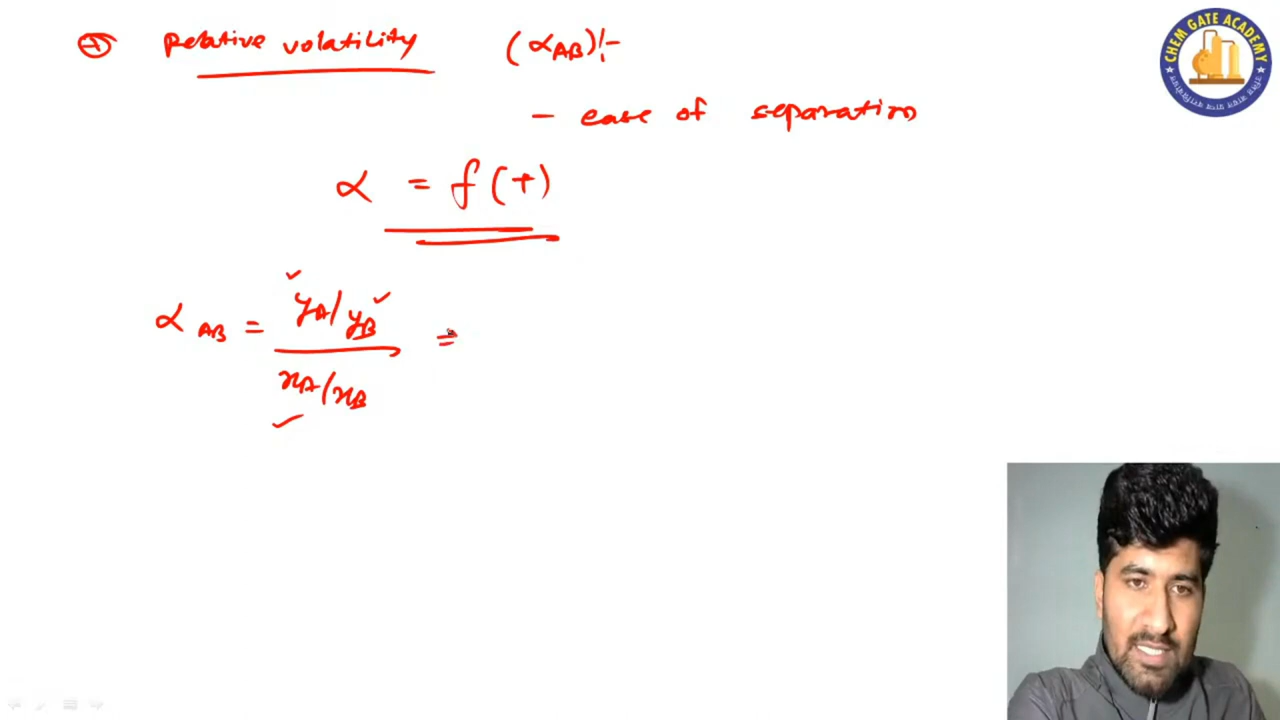 → Relative volatility (αAB):-
CHEM GATE ACADEMY
- ease of separation
α = f(T)
αAB = yA/yB =
xA/xB